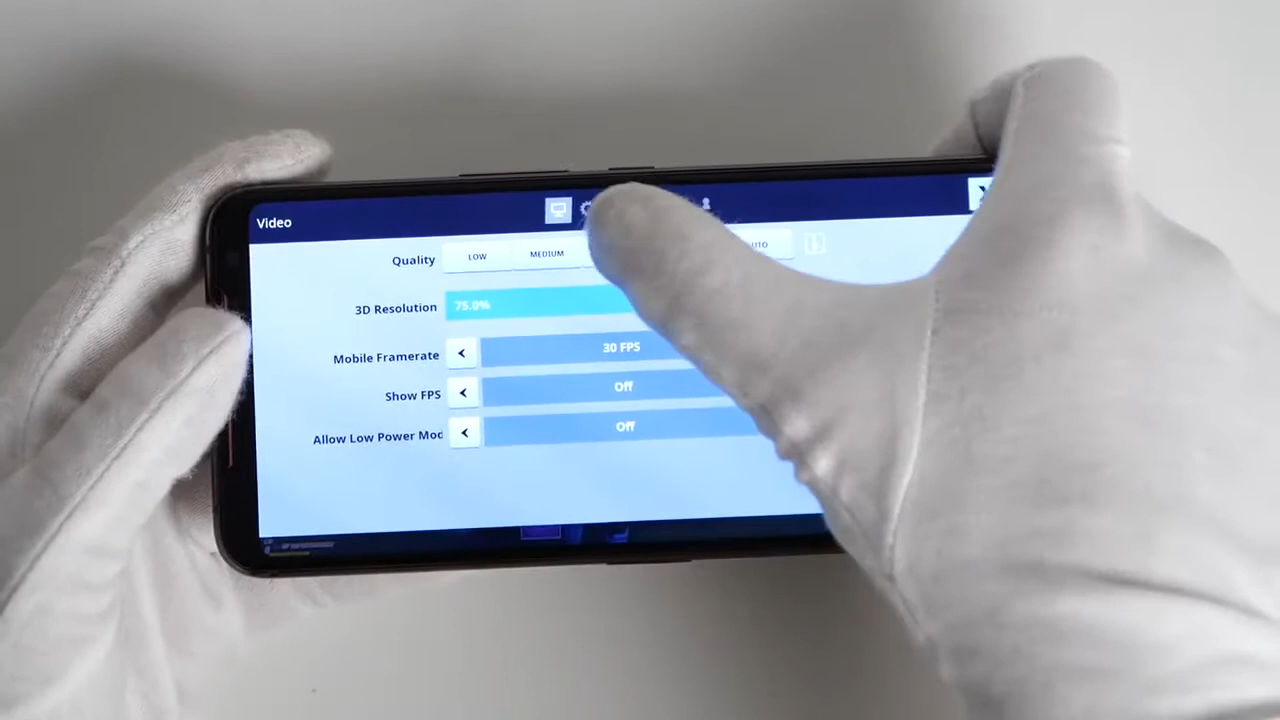 Video
Quality LOW MEDIUM
3D Resolution 75.0%
Mobile Framerate 30 FPS
Show FPS Off
Allow Low Power Mod Off